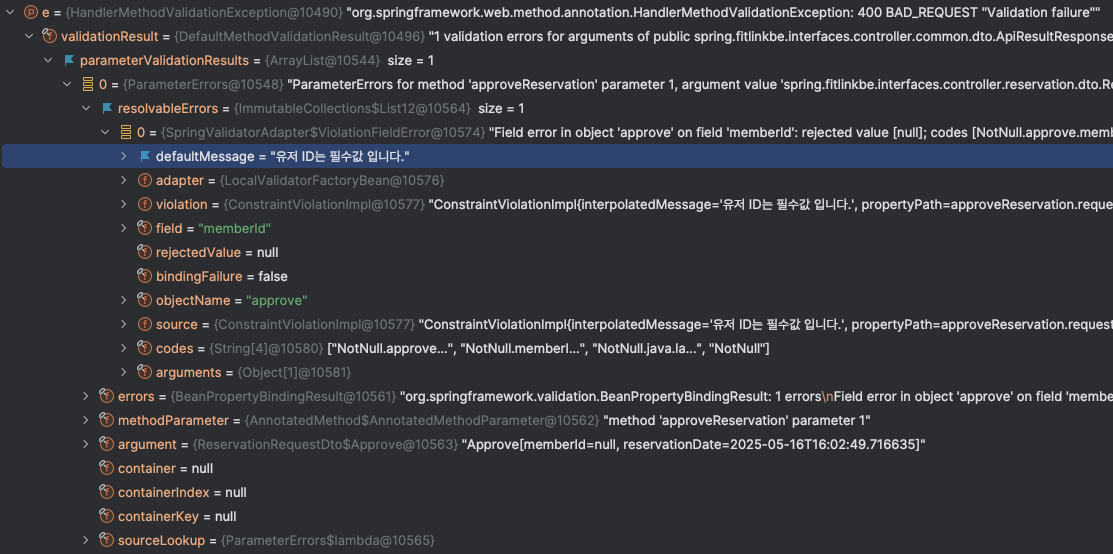 e = {HandlerMethodValidationException@10490} "org.springframework.web.method.annotation.HandlerMethodValidationException: 400 BAD_REQUEST "Validation failure""
validationResult = {DefaultMethodValidationResult@10496} "1 validation errors for arguments of public spring.fitlinkbe.interfaces.controller.common.dto.ApiResultResponse
parameterValidationResults = {ArrayList@10544} size = 1
0 = {ParameterErrors@10548} "ParameterErrors for method 'approveReservation' parameter 1, argument value 'spring.fitlinkbe.interfaces.controller.reservation.dto.Re
resolvableErrors = {ImmutableCollections$List12@10564} size = 1
0 = {SpringValidatorAdapter$ViolationFieldError@10574} "Field error in object 'approve' on field 'memberId': rejected value [null]; codes [NotNull.approve.mem
defaultMessage = "유저 ID는 필수값 입니다."
adapter = {LocalValidatorFactoryBean@10576}
violation = {ConstraintViolationImpl@10577} "ConstraintViolationImpl{interpolatedMessage='유저 ID는 필수값 입니다.', propertyPath=approveReservation.reque
field = "memberId"
rejectedValue = null
bindingFailure = false
objectName = "approve"
source = {ConstraintViolationImpl@10577} "ConstraintViolationImpl{interpolatedMessage='유저 ID는 필수값 입니다.', propertyPath=approveReservation.request
codes = {String[4]@10580} ["NotNull.approve...", "NotNull.memberI...", "NotNull.java.la...", "NotNull"]
arguments = {Object[1]@10581}
errors = {BeanPropertyBindingResult@10561} "org.springframework.validation.BeanPropertyBindingResult: 1 errors\nField error in object 'approve' on field 'membe
methodParameter = {AnnotatedMethod$AnnotatedMethodParameter@10562} "method 'approveReservation' parameter 1"
argument = {ReservationRequestDto$Approve@10563} "Approve[memberId=null, reservationDate=2025-05-16T16:02:49.716635]"
container = null
containerIndex = null
containerKey = null
sourceLookup = {ParameterErrors$lambda@10565}